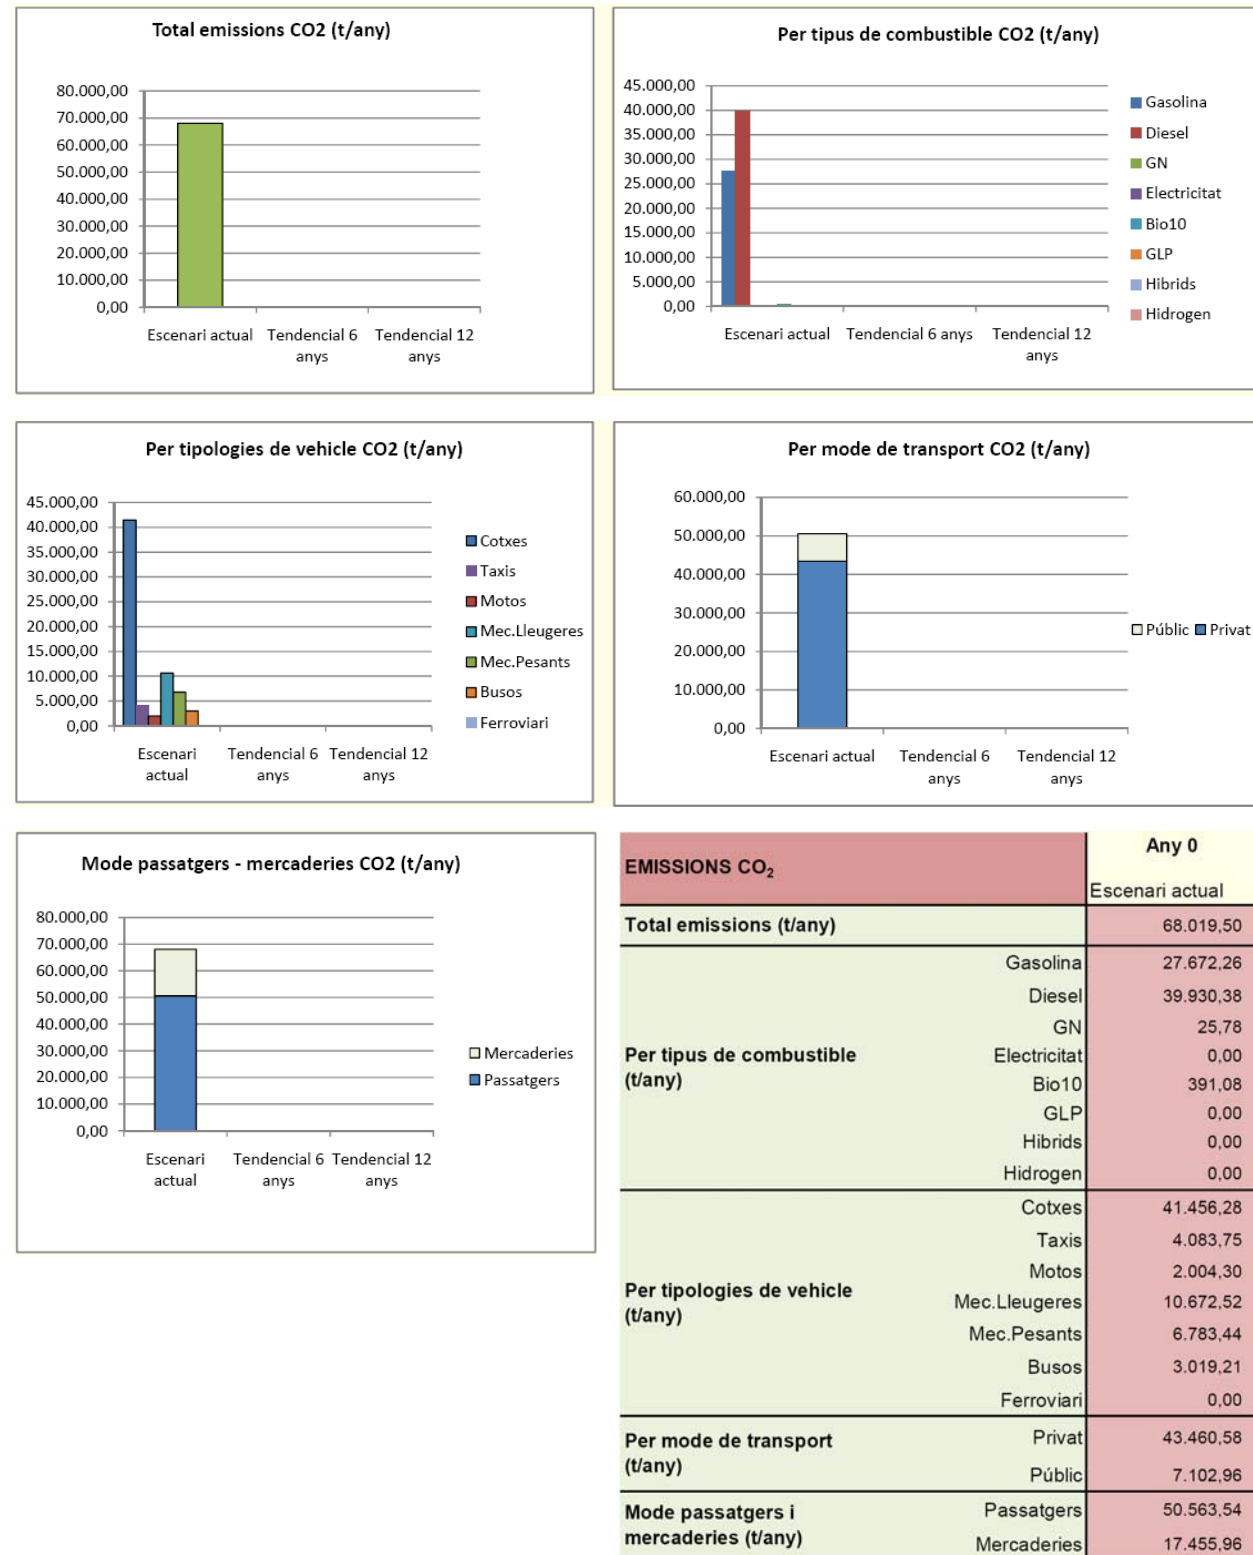 Total emissions CO2 (t/any)
80.000,00
70.000,00
60.000,00
50.000,00
40.000,00
30.000,00
20.000,00
10.000,00
0,00
Escenari actual Tendencial 6 anys Tendencial 12 anys
Per tipus de combustible CO2 (t/any)
45.000,00
40.000,00
35.000,00
30.000,00
25.000,00
20.000,00
15.000,00
10.000,00
5.000,00
0,00
Escenari actual Tendencial 6 anys Tendencial 12 anys
Gasolina
Diesel
GN
Electricitat
Bio10
GLP
Hibrids
Hidrogen
Per tipologies de vehicle CO2 (t/any)
45.000,00
40.000,00
35.000,00
30.000,00
25.000,00
20.000,00
15.000,00
10.000,00
5.000,00
0,00
Escenari actual Tendencial 6 anys Tendencial 12 anys
Cotxes
Taxis
Motos
Mec.Lleugeres
Mec.Pesants
Busos
Ferroviari
Per mode de transport CO2 (t/any)
60.000,00
50.000,00
40.000,00
30.000,00
20.000,00
10.000,00
0,00
Escenari actual Tendencial 6 anys Tendencial 12 anys
Públic Privat
Mode passatgers - mercaderies CO2 (t/any)
80.000,00
70.000,00
60.000,00
50.000,00
40.000,00
30.000,00
20.000,00
10.000,00
0,00
Escenari actual Tendencial 6 anys Tendencial 12 anys
Mercaderies
Passatgers
EMISSIONS CO2
Any 0
Escenari actual
Total emissions (t/any) 68.019,50
Per tipus de combustible (t/any)
Gasolina 27.672,26
Diesel 39.930,38
GN 25,78
Electricitat 0,00
Bio10 391,08
GLP 0,00
Hibrids 0,00
Hidrogen 0,00
Per tipologies de vehicle (t/any)
Cotxes 41.456,28
Taxis 4.083,75
Motos 2.004,30
Mec.Lleugeres 10.672,52
Mec.Pesants 6.783,44
Busos 3.019,21
Ferroviari 0,00
Per mode de transport (t/any)
Privat 43.460,58
Públic 7.102,96
Mode passatgers i mercaderies (t/any)
Passatgers 50.563,54
Mercaderies 17.455,96